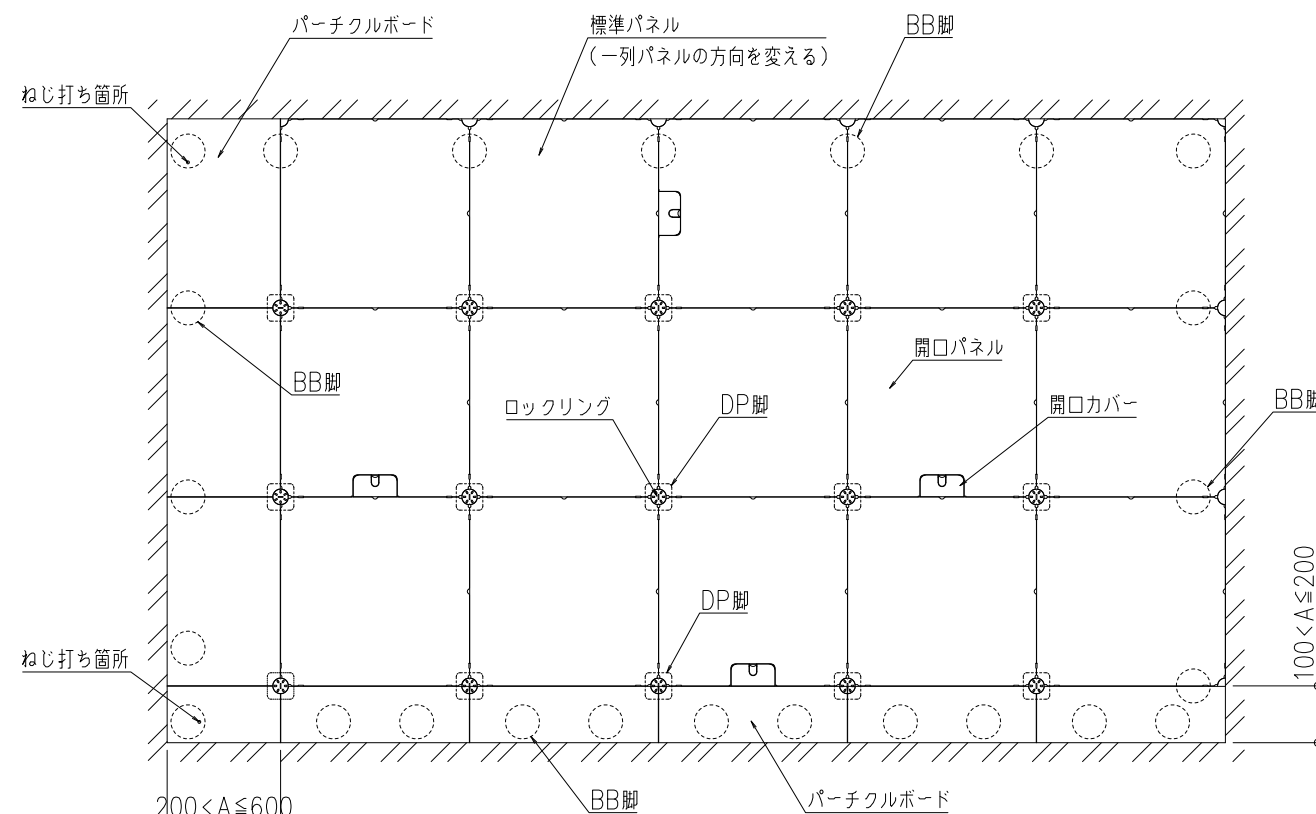 パーチクルボード
標準パネル
(一列パネルの方向を変える)
BB脚
ねじ打ち箇所
開口パネル
BB脚
ロックリング
DP脚
開口カバー
BB脚
DP脚
100<A≦200
ねじ打ち箇所
200<A≦600
BB脚
パーチクルボード